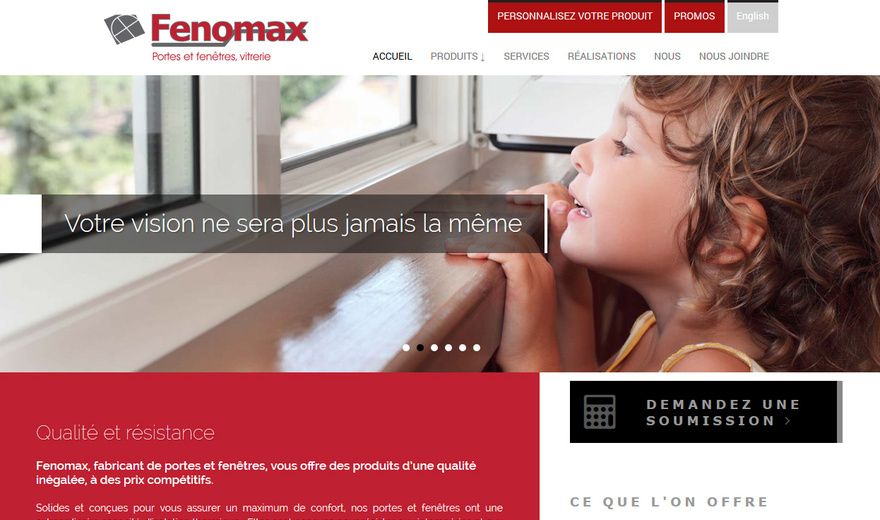 Fenomax
Portes et fenêtres, vitrerie
PERSONNALISEZ VOTRE PRODUIT
PROMOS
English
ACCUEIL
PRODUITS ↓
SERVICES
RÉALISATIONS
NOUS
NOUS JOINDRE
Votre vision ne sera plus jamais la même
Qualité et résistance
Fenomax, fabricant de portes et fenêtres, vous offre des produits d'une qualité
inégalée, à des prix compétitifs.
Solides et conçues pour vous assurer un maximum de confort, nos portes et fenêtres ont une
DEMANDEZ UNE
SOUMISSION >
CE QUE L'ON OFFRE